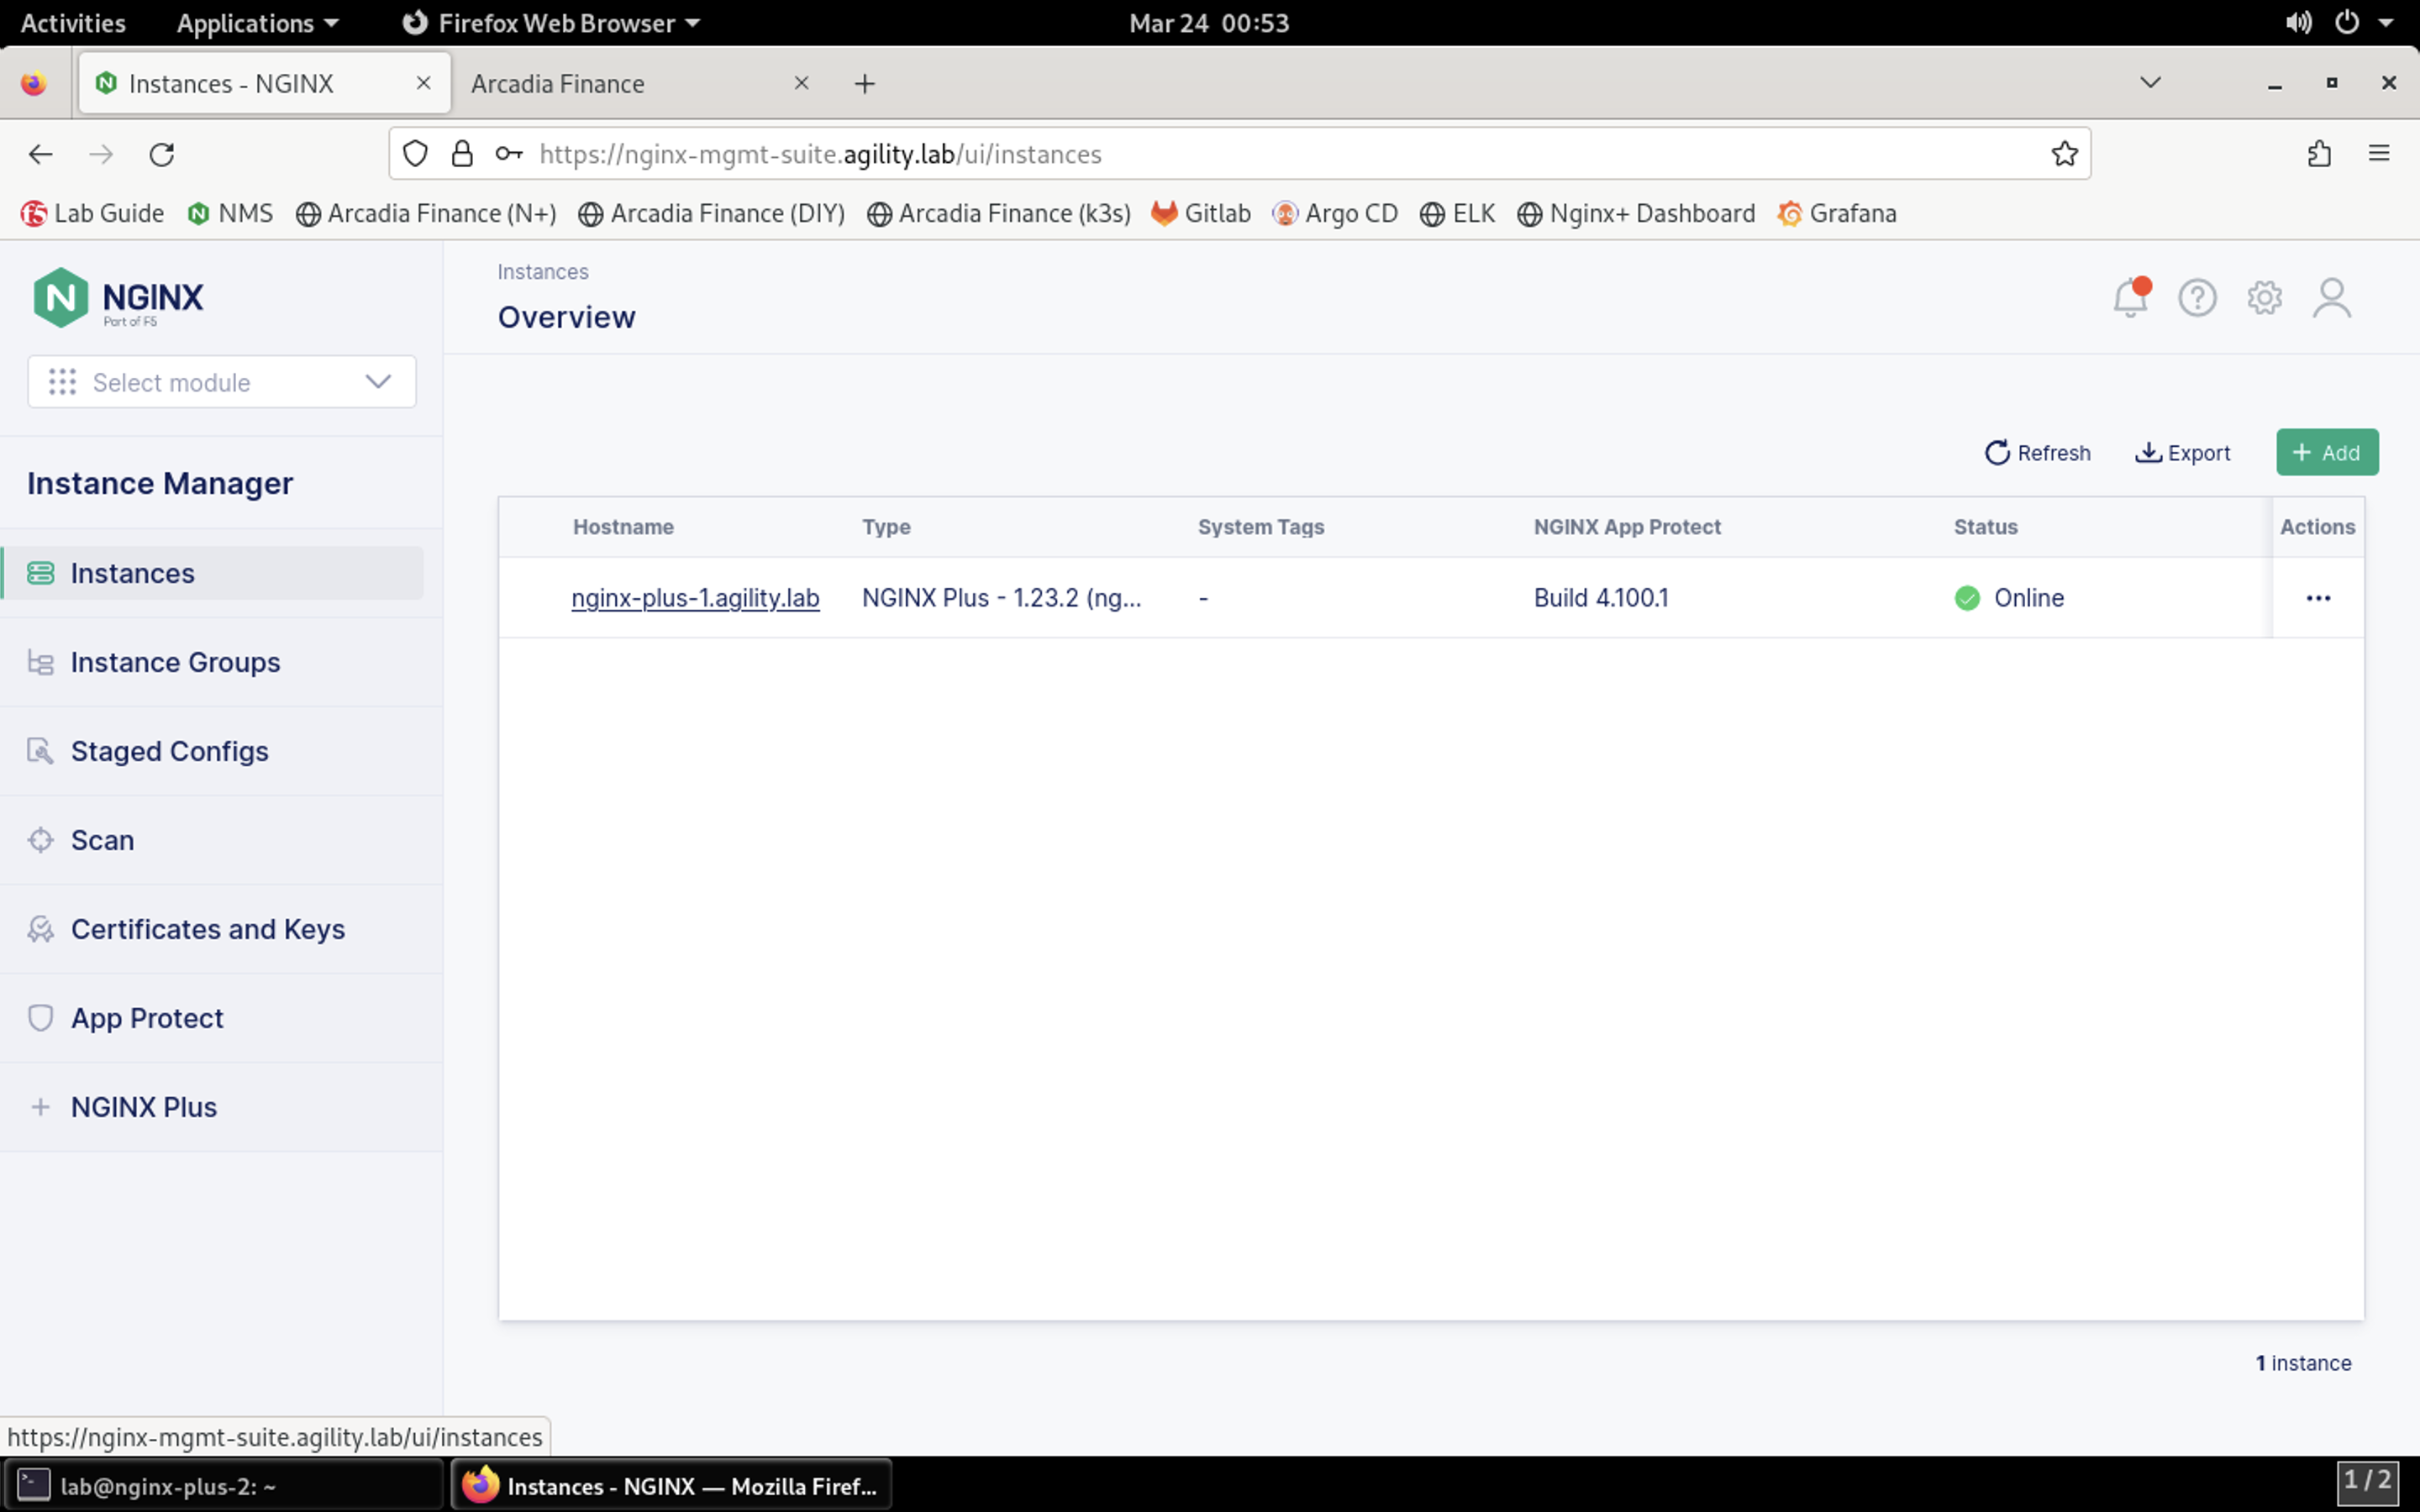 Activities Applications Firefox Web Browser Mar 24 00:53
Instances - NGINX Arcadia Finance
https://nginx-mgmt-suite.agility.lab/ui/instances
Lab Guide NMS Arcadia Finance (N+) Arcadia Finance (DIY) Arcadia Finance (k3s) Gitlab Argo CD ELK Nginx+ Dashboard Grafana
NGINX
Part of F5
Select module
Instance Manager
Instances
Instance Groups
Staged Configs
Scan
Certificates and Keys
App Protect
NGINX Plus
Instances
Overview
Refresh Export + Add
Hostname Type System Tags NGINX App Protect Status Actions
nginx-plus-1.agility.lab NGINX Plus - 1.23.2 (ng... - Build 4.100.1 Online ...
1 instance
https://nginx-mgmt-suite.agility.lab/ui/instances
lab@nginx-plus-2: ~ Instances - NGINX — Mozilla Firef... 1 / 2